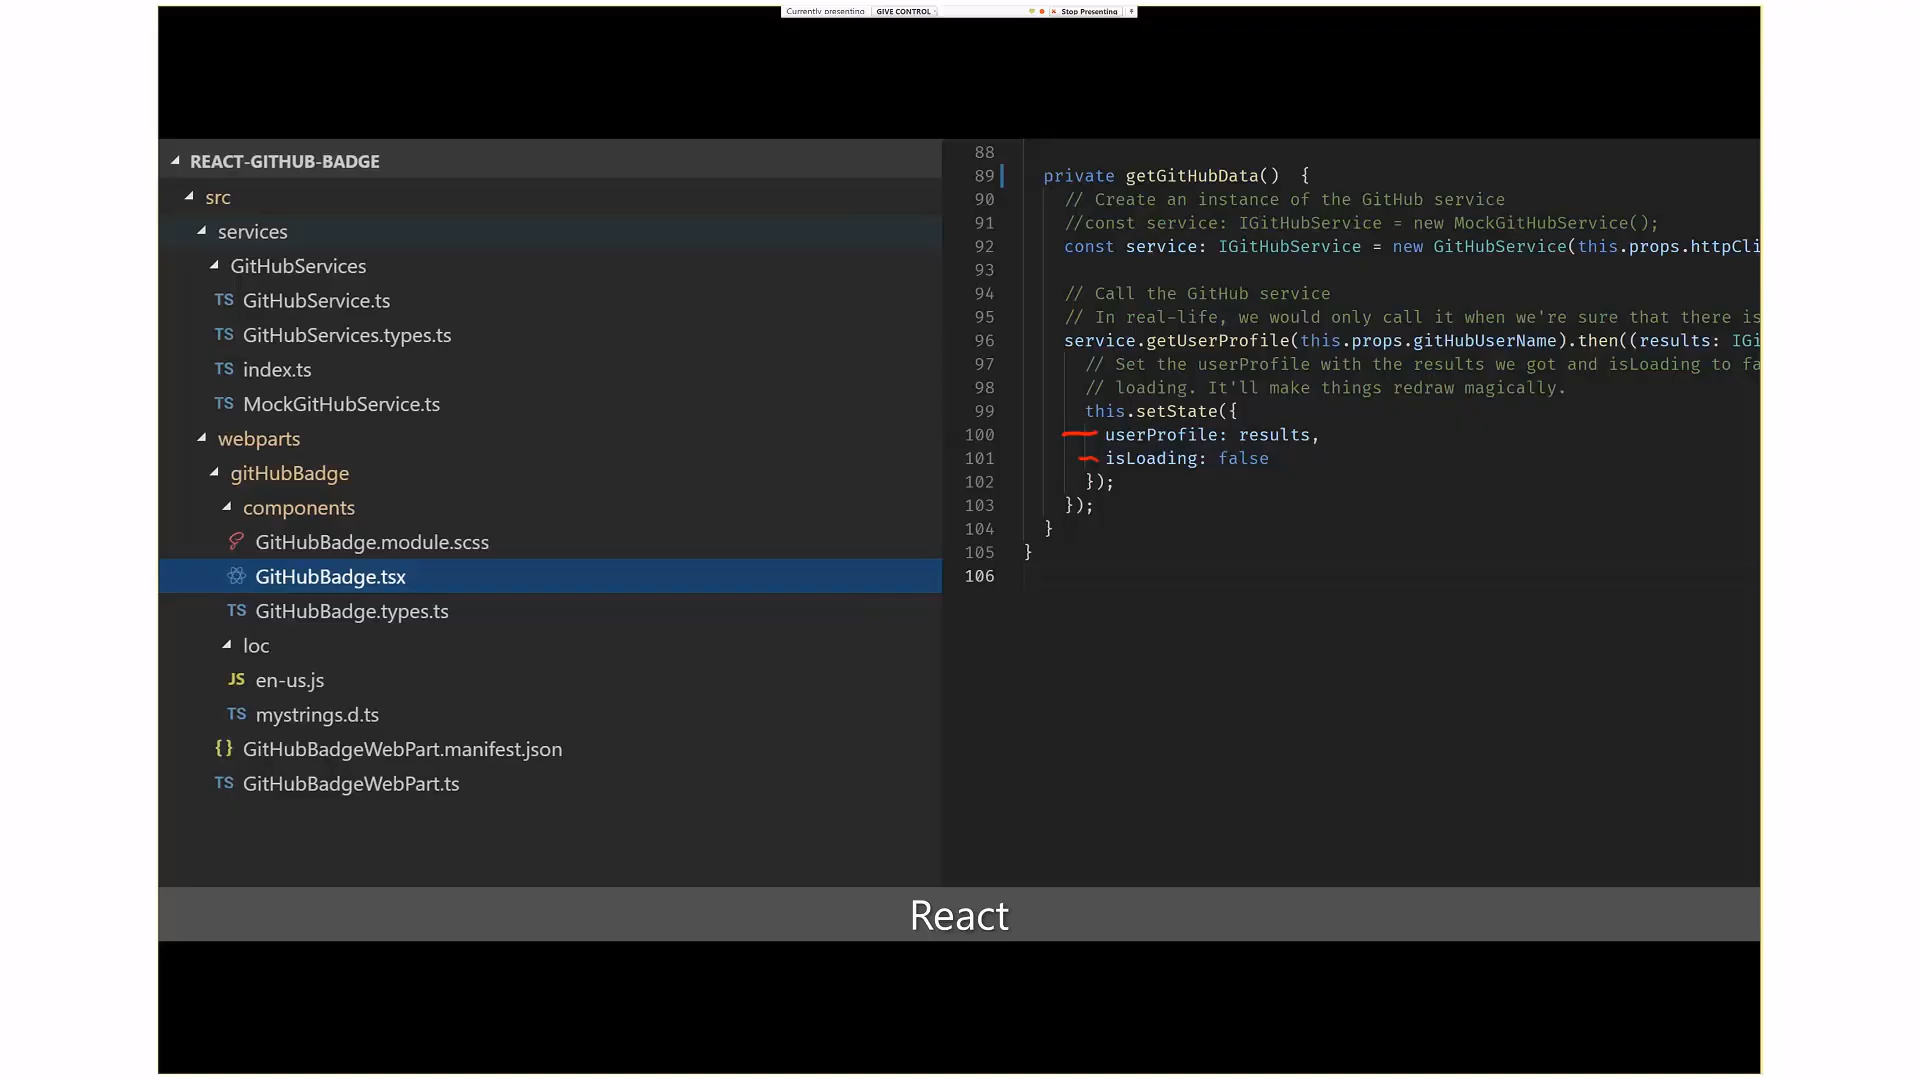 Currently presenting GIVE CONTROL Stop Presenting
REACT-GITHUB-BADGE
src
services
GitHubServices
TS GitHubService.ts
TS GitHubServices.types.ts
TS index.ts
TS MockGitHubService.ts
webparts
gitHubBadge
components
GitHubBadge.module.scss
GitHubBadge.tsx
TS GitHubBadge.types.ts
loc
JS en-us.js
TS mystrings.d.ts
{} GitHubBadgeWebPart.manifest.json
TS GitHubBadgeWebPart.ts
88
89 private getGitHubData() {
90 // Create an instance of the GitHub service
91 //const service: IGitHubService = new MockGitHubService();
92 const service: IGitHubService = new GitHubService(this.props.httpCli
93
94 // Call the GitHub service
95 // In real-life, we would only call it when we're sure that there is
96 service.getUserProfile(this.props.gitHubUserName).then((results: IGi
97 // Set the userProfile with the results we got and isLoading to fa
98 // loading. It'll make things redraw magically.
99 this.setState({
100 userProfile: results,
101 isLoading: false
102 });
103 });
104 }
105 }
106
React